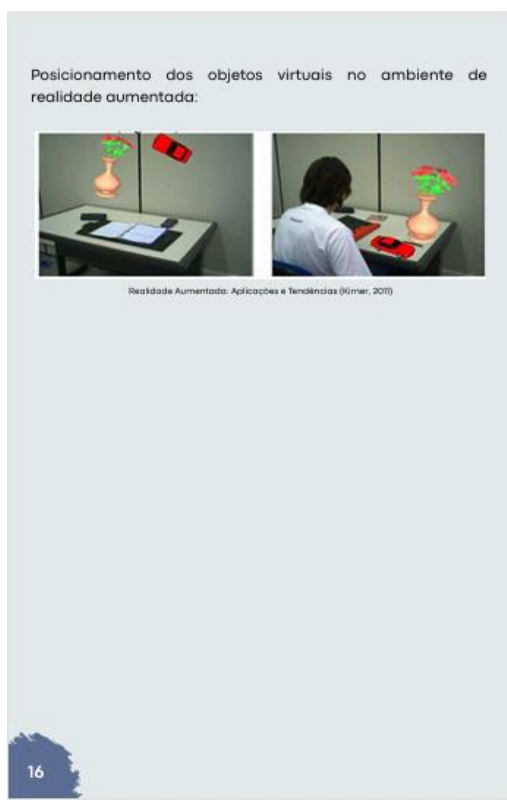 Posicionamento dos objetos virtuais no ambiente de
realidade aumentada:
Realidade Aumentada: Aplicações e Tendências (Kirner, 2011)
16